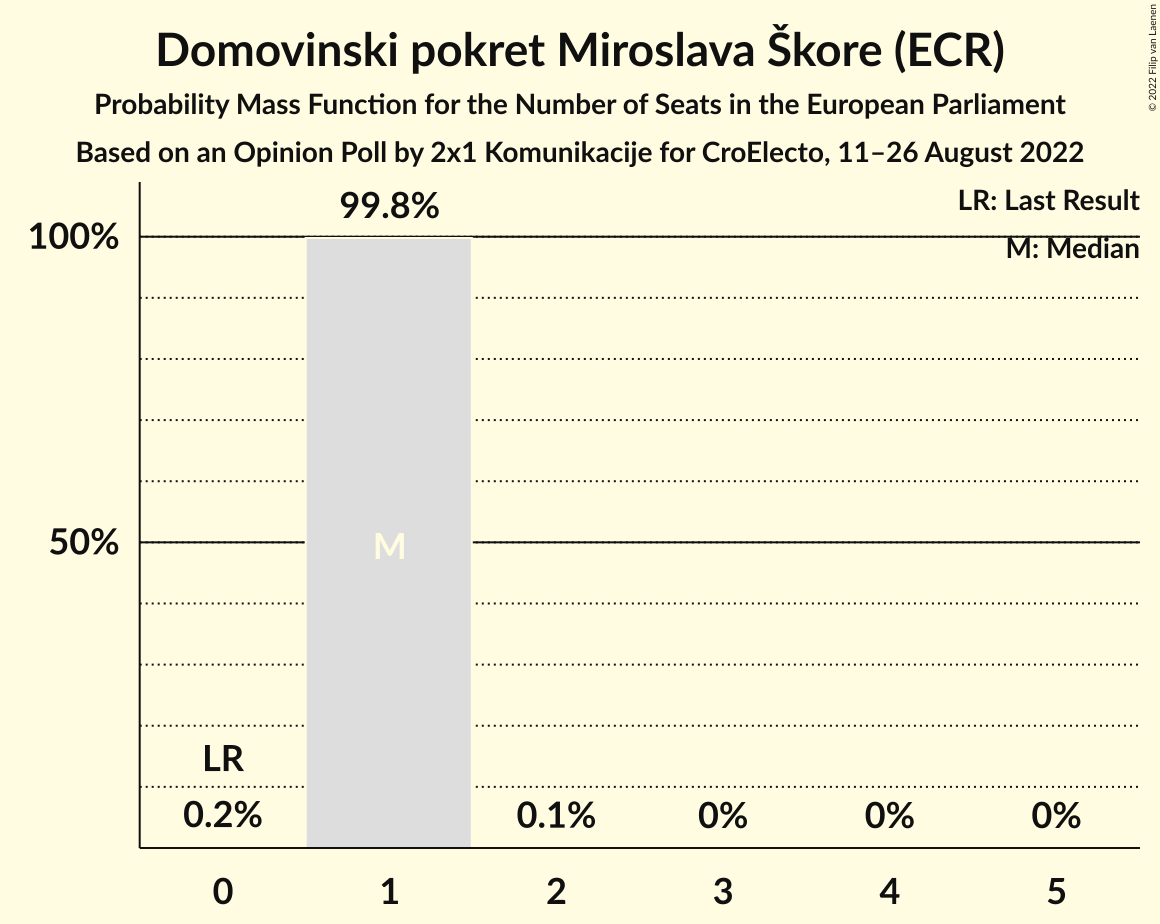 Domovinski pokret Miroslava Škore (ECR)
Probability Mass Function for the Number of Seats in the European Parliament
Based on an Opinion Poll by 2x1 Komunikacije for CroElecto, 11–26 August 2022
© 2022 Filip van Laenen
LR: Last Result
M: Median
99.8%
100%
50%
M
LR
0.2%
0.1%
0%
0%
0%
0
1
2
3
4
5